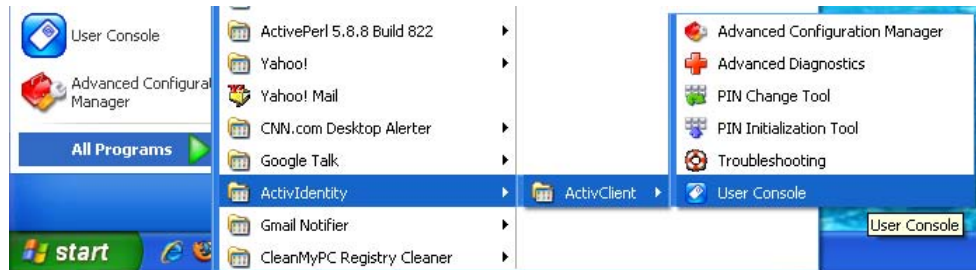 User Console
Advanced Configurat
Manager
All Programs
start
ActivePerl 5.8.8 Build 822
Yahoo!
Yahoo! Mail
CNN.com Desktop Alerter
Google Talk
ActivIdentity
Gmail Notifier
CleanMyPC Registry Cleaner
ActivClient
Advanced Configuration Manager
Advanced Diagnostics
PIN Change Tool
PIN Initialization Tool
Troubleshooting
User Console
User Console